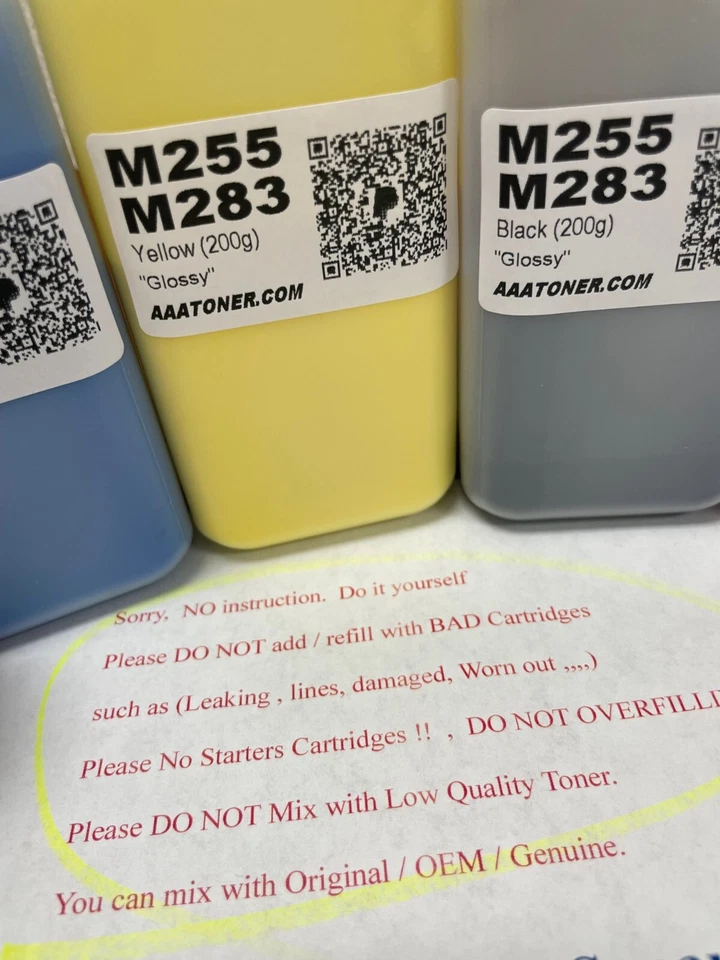 M255
M283
Yellow (200g)
"Glossy"
AAATONER.COM
M255
M283
Black (200g)
"Glossy"
AAATONER.COM
Sorry, NO instruction. Do it yourself
Please DO NOT add / refill with BAD Cartridges
such as (Leaking , lines, damaged, Worn out ,,,,)
Please No Starters Cartridges !! , DO NOT OVERFILLI
Please DO NOT Mix with Low Quality Toner.
You can mix with Original / OEM / Genuine.